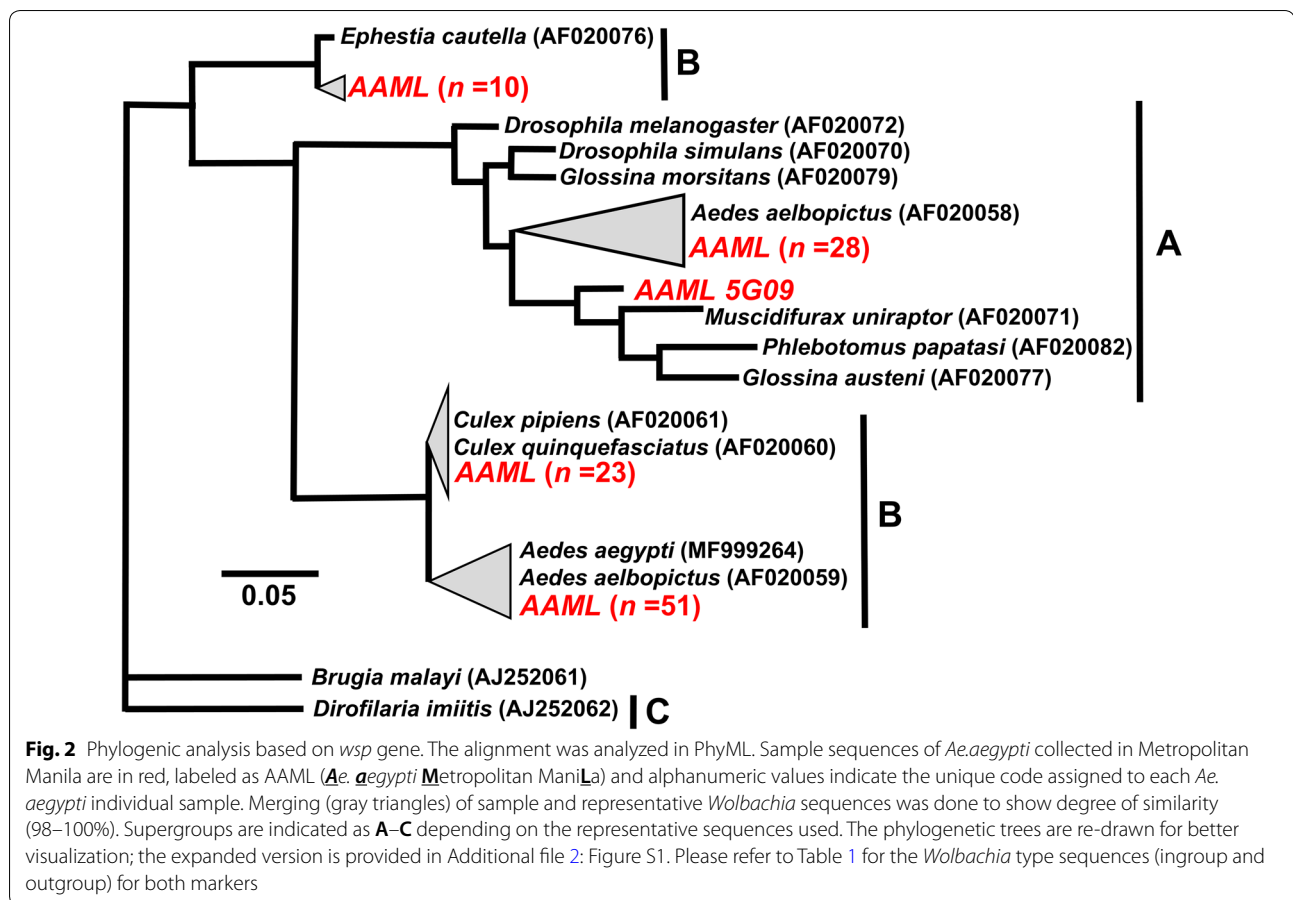 Ephestia cautella (AF020076)
B
AAML (n =10)
A
Drosophila melanogaster (AF020072)
Drosophila simulans (AF020070)
Glossina morsitans (AF020079)
Aedes aelbopictus (AF020058)
AAML (n =28)
AAML 5G09
Muscidifurax uniraptor (AF020071)
Phlebotomus papatasi (AF020082)
Glossina austeni (AF020077)
Culex pipiens (AF020061)
Culex quinquefasciatus (AF020060)
AAML (n =23)
B
Aedes aegypti (MF999264)
Aedes aelbopictus (AF020059)
AAML (n =51)
0.05
Brugia malayi (AJ252061)
Dirofilaria imiitis (AJ252062)
C
Fig. 2 Phylogenic analysis based on wsp gene. The alignment was analyzed in PhyML. Sample sequences of Ae.aegypti collected in Metropolitan
Manila are in red, labeled as AAML (Ae. aegypti Metropolitan ManiLa) and alphanumeric values indicate the unique code assigned to each Ae.
aegypti individual sample. Merging (gray triangles) of sample and representative Wolbachia sequences was done to show degree of similarity
(98–100%). Supergroups are indicated as A–C depending on the representative sequences used. The phylogenetic trees are re-drawn for better
visualization; the expanded version is provided in Additional file 2: Figure S1. Please refer to Table 1 for the Wolbachia type sequences (ingroup and
outgroup) for both markers